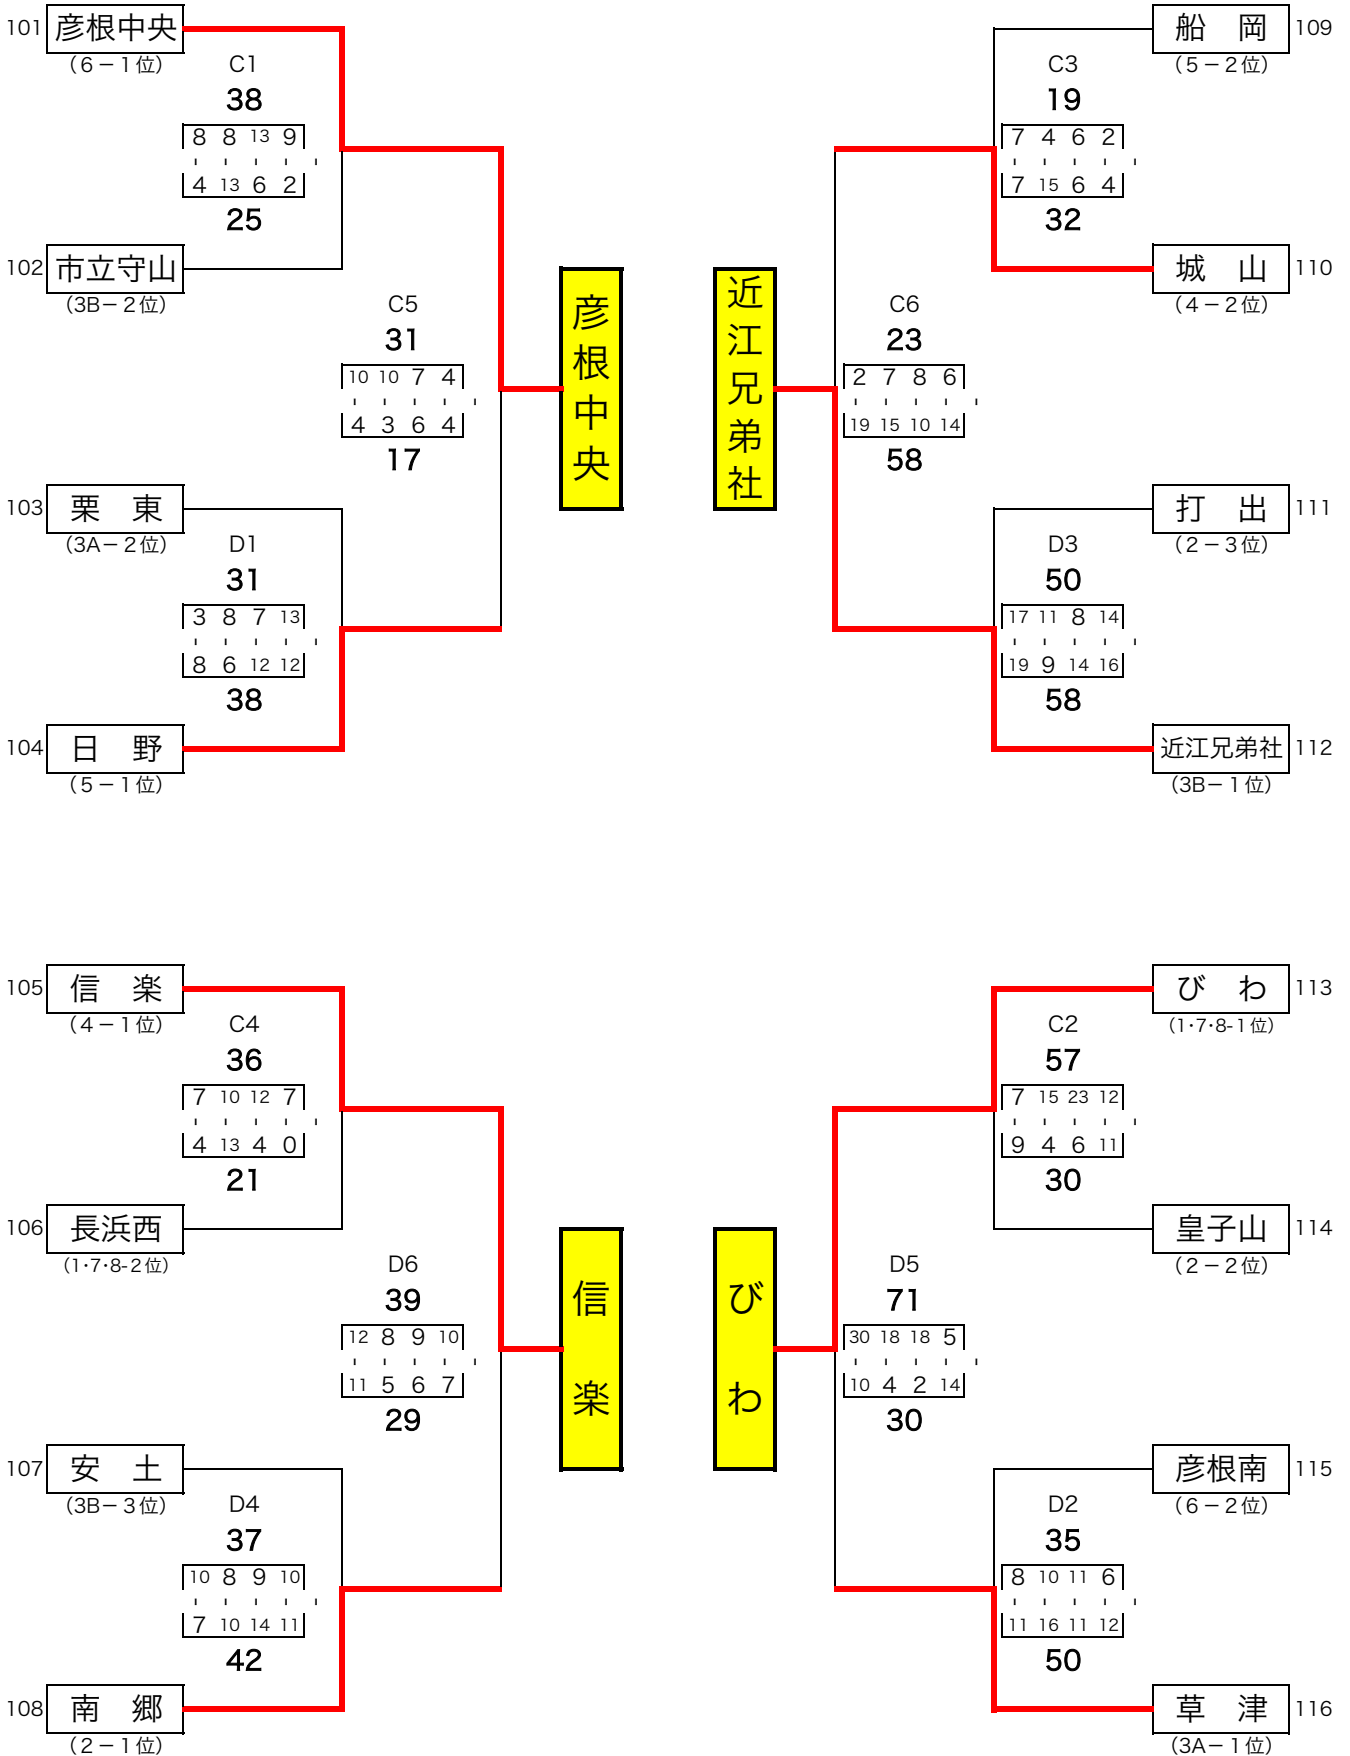 101 彦根中央
（6－1位）
C1
38
8 8 13 9
4 13 6 2
25
102 市立守山
（3B－2位）
C5
31
10 10 7 4
4 3 6 4
17
彦根中央
103 栗　東
（3A－2位）
D1
31
3 8 7 13
8 6 12 12
38
104 日　野
（5－1位）
船　岡 109
（5－2位）
C3
19
7 4 6 2
7 15 6 4
32
城　山 110
（4－2位）
近江兄弟社
C6
23
2 7 8 6
19 15 10 14
58
打　出 111
（2－3位）
D3
50
17 11 8 14
19 9 14 16
58
近江兄弟社 112
（3B－1位）
105 信　楽
（4－1位）
C4
36
7 10 12 7
4 13 4 0
21
106 長浜西
（1･7･8-2位）
D6
39
12 8 9 10
11 5 6 7
29
信楽
107 安　土
（3B－3位）
D4
37
10 8 9 10
7 10 14 11
42
108 南　郷
（2－1位）
び　わ 113
（1･7･8-1位）
C2
57
7 15 23 12
9 4 6 11
30
皇子山 114
（2－2位）
びわ
D5
71
30 18 18 5
10 4 2 14
30
彦根南 115
（6－2位）
D2
35
8 10 11 6
11 16 11 12
50
草　津 116
（3A－1位）